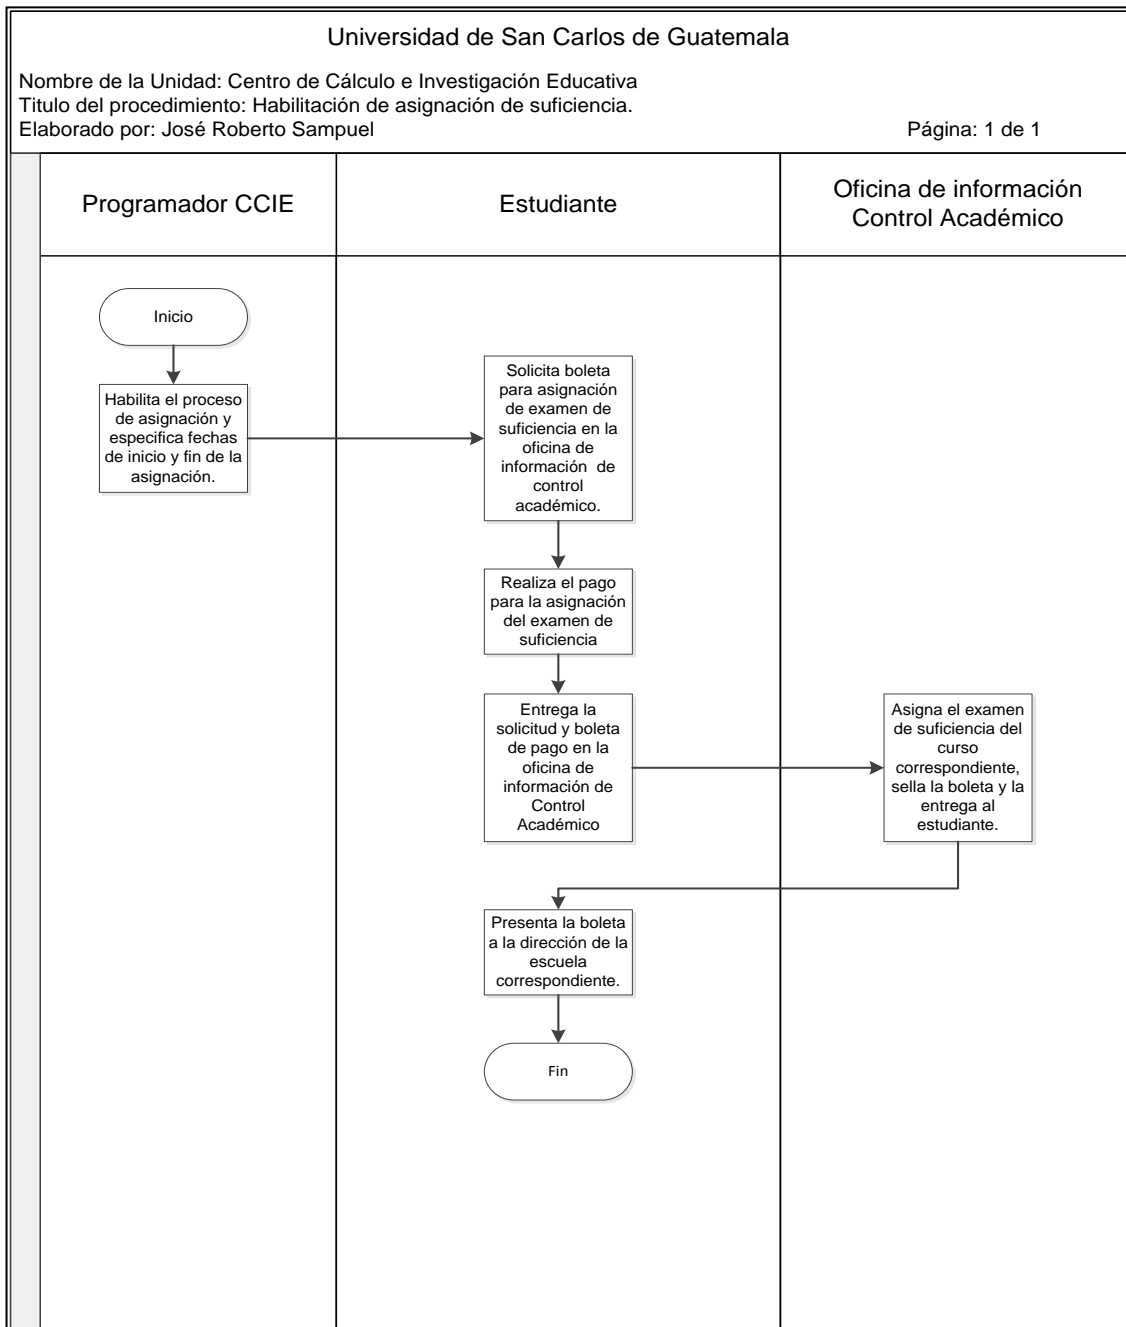 Universidad de San Carlos de Guatemala
Nombre de la Unidad: Centro de Cálculo e Investigación Educativa
Titulo del procedimiento: Habilitación de asignación de suficiencia.
Elaborado por: José Roberto Sampuel
Página: 1 de 1
Programador CCIE
Estudiante
Oficina de información
Control Académico
Inicio
Habilita el proceso
de asignación y
especifica fechas
de inicio y fin de la
asignación.
Solicita boleta
para asignación
de examen de
suficiencia en la
oficina de
información de
control
académico.
Realiza el pago
para la asignación
del examen de
suficiencia
Entrega la
solicitud y boleta
de pago en la
oficina de
información de
Control
Académico
Asigna el examen
de suficiencia del
curso
correspondiente,
sella la boleta y la
entrega al
estudiante.
Presenta la boleta
a la dirección de la
escuela
correspondiente.
Fin